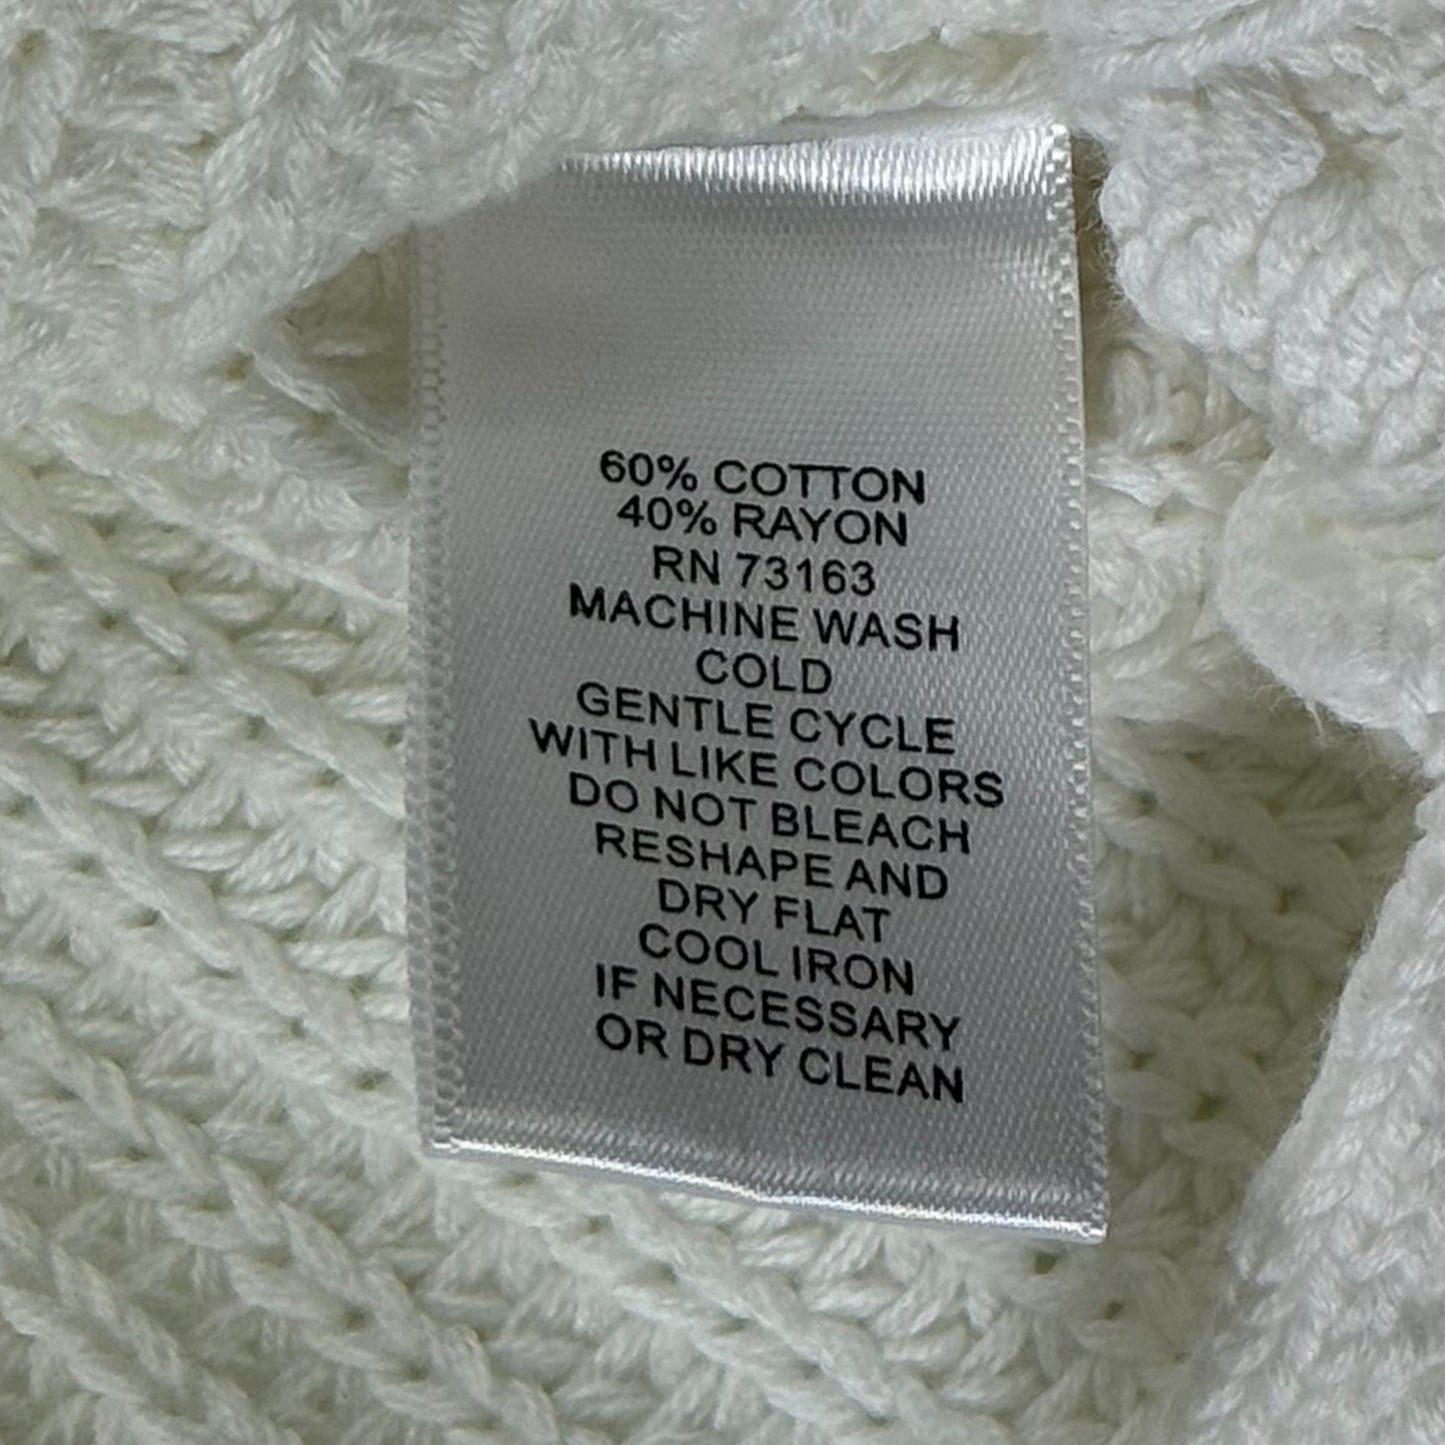 60% COTTON
40% RAYON
RN 73163
MACHINE WASH
COLD
GENTLE CYCLE
WITH LIKE COLORS
DO NOT BLEACH
RESHAPE AND
DRY FLAT
COOL IRON
IF NECESSARY
OR DRY CLEAN